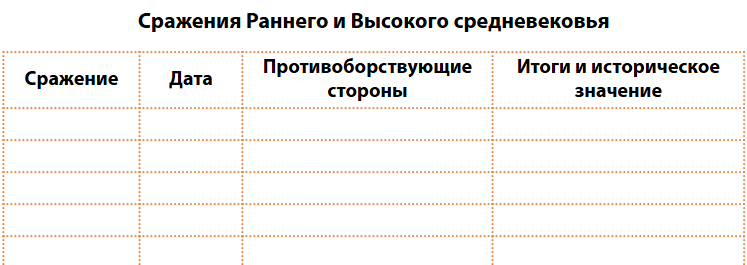 Сражения Раннего и Высокого средневековья
Сражение
Дата
Противоборствующие
стороны
Итоги и историческое
значение